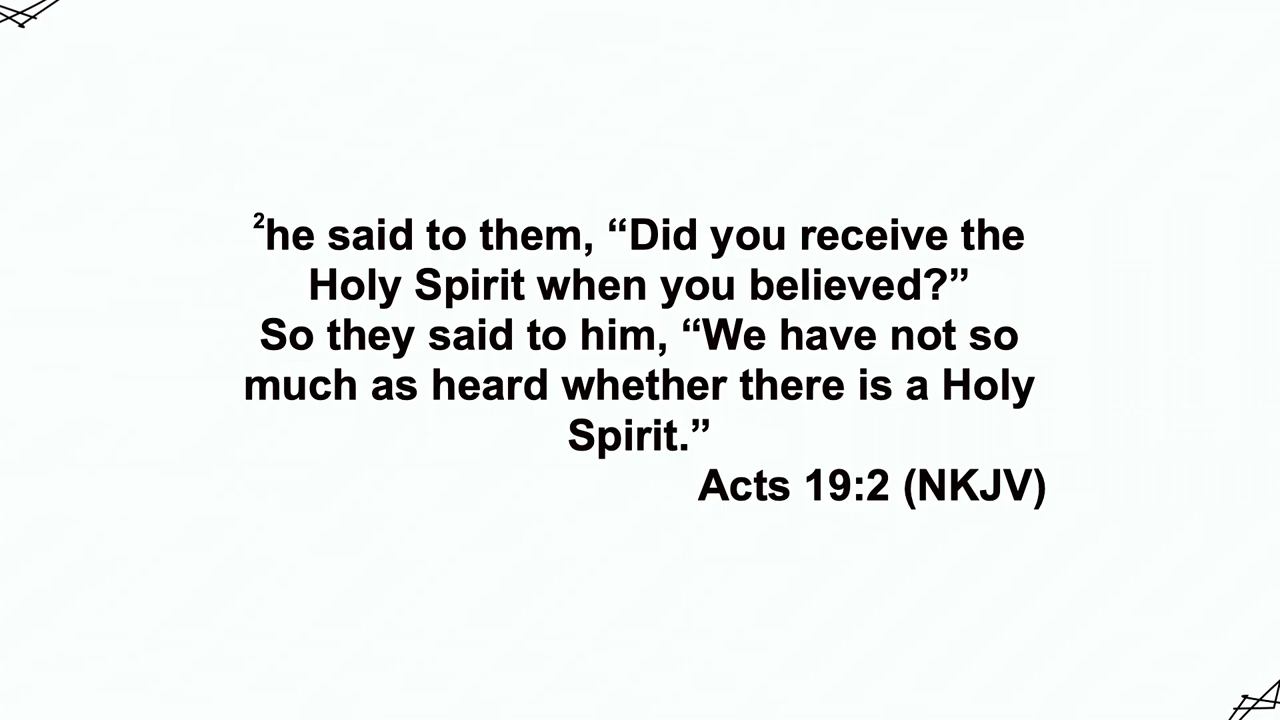 ²he said to them, “Did you receive the
Holy Spirit when you believed?”
So they said to him, “We have not so
much as heard whether there is a Holy
Spirit.”
Acts 19:2 (NKJV)